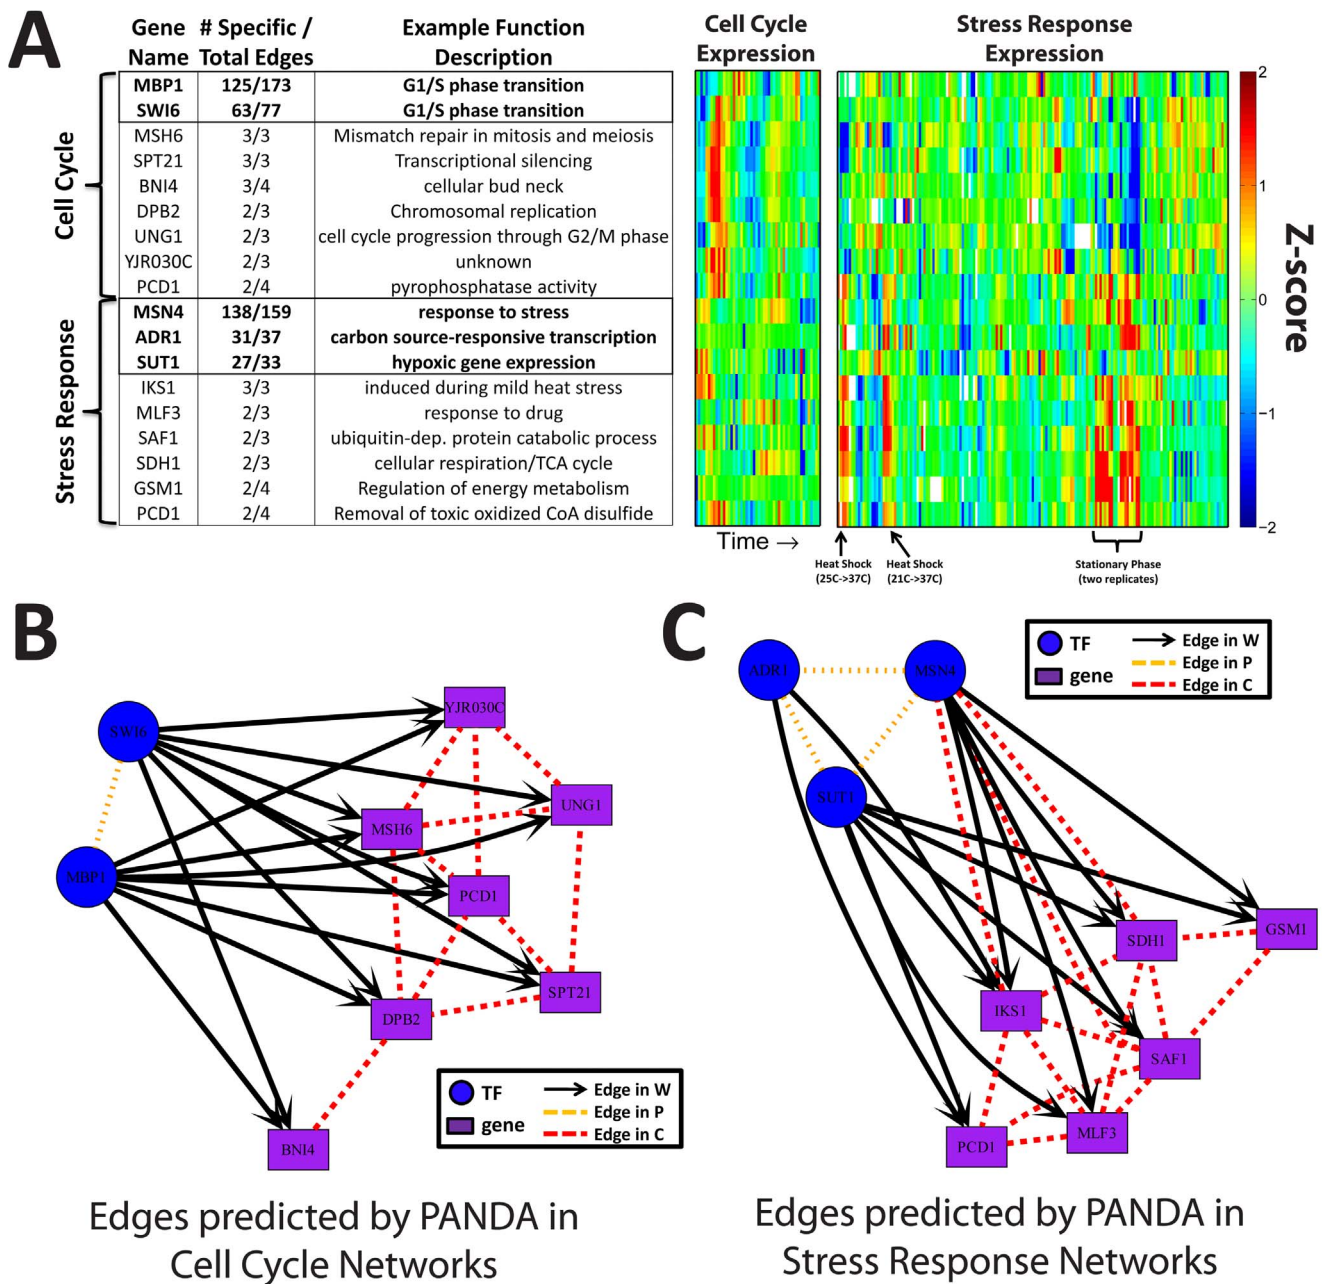 A
Gene Name
# Specific / Total Edges
Example Function Description
Cell Cycle Expression
Stress Response Expression
Cell Cycle
MBP1 125/173 G1/S phase transition
SWI6 63/77 G1/S phase transition
MSH6 3/3 Mismatch repair in mitosis and meiosis
SPT21 3/3 Transcriptional silencing
BNI4 3/4 cellular bud neck
DPB2 2/3 Chromosomal replication
UNG1 2/3 cell cycle progression through G2/M phase
YJR030C 2/3 unknown
PCD1 2/4 pyrophosphatase activity
Stress Response
MSN4 138/159 response to stress
ADR1 31/37 carbon source-responsive transcription
SUT1 27/33 hypoxic gene expression
IKS1 3/3 induced during mild heat stress
MLF3 2/3 response to drug
SAF1 2/3 ubiquitin-dep. protein catabolic process
SDH1 2/3 cellular respiration/TCA cycle
GSM1 2/4 Regulation of energy metabolism
PCD1 2/4 Removal of toxic oxidized CoA disulfide
2
1
0
−1
−2
Z-score
Time →
Heat Shock
(25C->37C)
Heat Shock
(21C->37C)
Stationary Phase
(two replicates)
B
SWI6
MBP1
YJR030C
UNG1
MSH6
PCD1
SPT21
DPB2
BNI4
TF
gene
Edge in W
Edge in P
Edge in C
Edges predicted by PANDA in
Cell Cycle Networks
C
TF
gene
Edge in W
Edge in P
Edge in C
ADR1
MSN4
SUT1
GSM1
SDH1
IKS1
SAF1
MLF3
PCD1
Edges predicted by PANDA in
Stress Response Networks